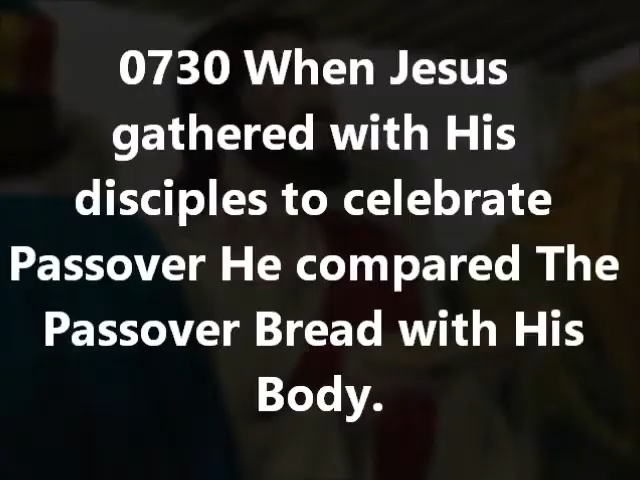 0730 When Jesus
gathered with His
disciples to celebrate
Passover He compared The
Passover Bread with His
Body.